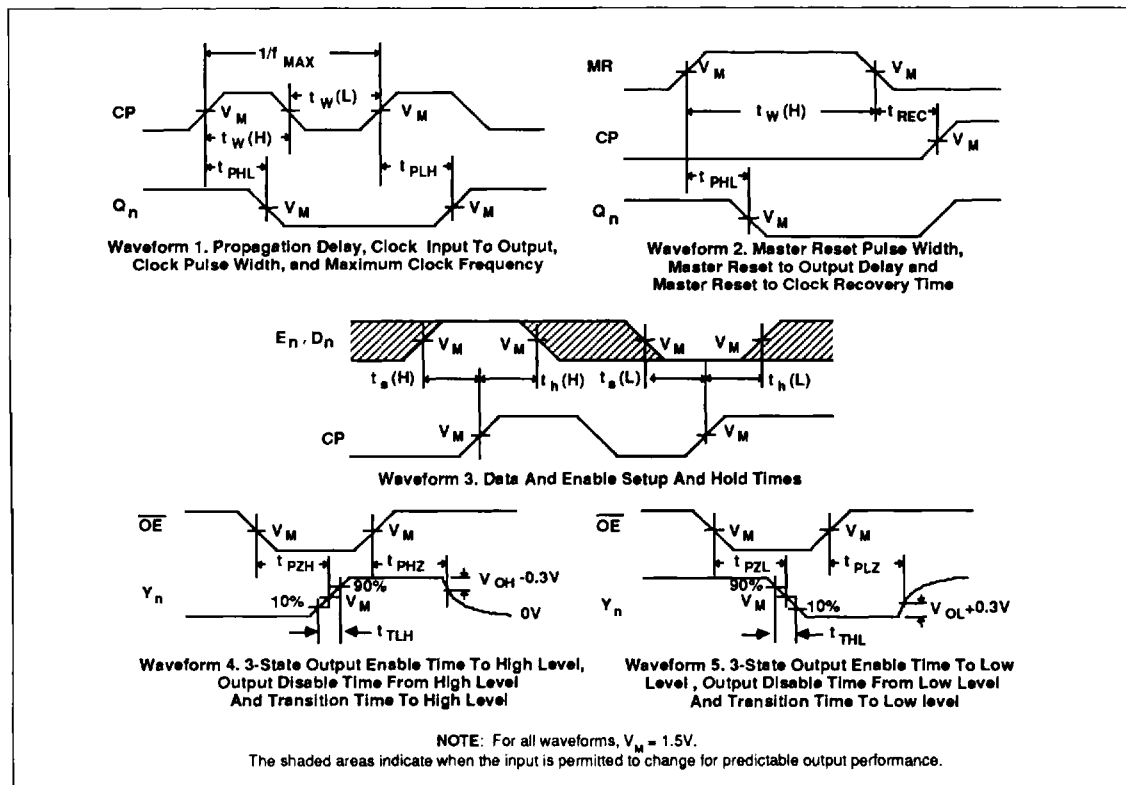 1/f MAX
t W (L)
CP
V M
V M
t W (H)
t PHL
t PLH
Q n
V M
V M
Waveform 1. Propagation Delay, Clock Input To Output,
Clock Pulse Width, and Maximum Clock Frequency
MR
V M
V M
t W (H)
t REC
CP
V M
t PHL
Q n
V M
Waveform 2. Master Reset Pulse Width,
Master Reset to Output Delay and
Master Reset to Clock Recovery Time
E n , D n
V M
V M
V M
V M
t s (H)
t h (H)
t s (L)
t h (L)
CP
V M
V M
Waveform 3. Data And Enable Setup And Hold Times
OE
V M
V M
t PZH
t PHZ
90%
V OH -0.3V
Y n
10%
V M
0V
t TLH
Waveform 4. 3-State Output Enable Time To High Level,
Output Disable Time From High Level
And Transition Time To High Level
OE
V M
V M
t PZL
t PLZ
90%
Y n
V M
10%
V OL +0.3V
t THL
Waveform 5. 3-State Output Enable Time To Low
Level , Output Disable Time From Low Level
And Transition Time To Low level
NOTE: For all waveforms, V M = 1.5V.
The shaded areas indicate when the input is permitted to change for predictable output performance.